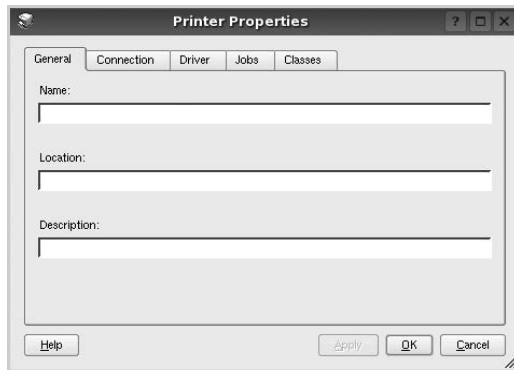 Printer Properties
General Connection Driver Jobs Classes
Name:
Location:
Description:
Help Apply OK Cancel